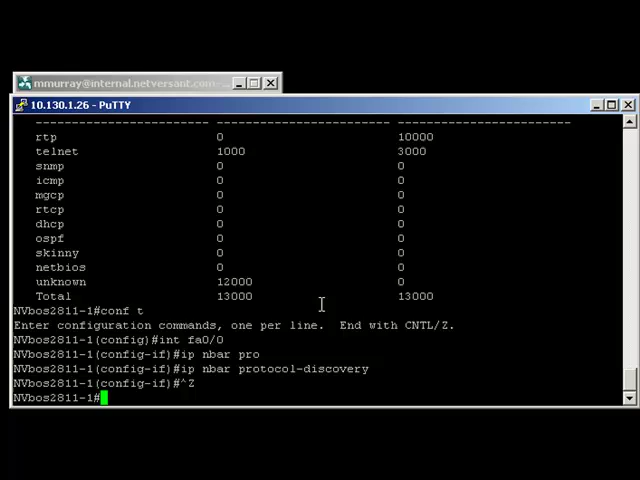 mmurray@internal.netversant.com
10.130.1.26 - PuTTY
------------------------ ------------------------ ------------------------
rtp 0 10000
telnet 1000 3000
snmp 0 0
icmp 0 0
mgcp 0 0
rtcp 0 0
dhcp 0 0
ospf 0 0
skinny 0 0
netbios 0 0
unknown 12000 0
Total 13000 13000
NVbos2811-1#conf t
Enter configuration commands, one per line.  End with CNTL/Z.
NVbos2811-1(config)#int fa0/0
NVbos2811-1(config-if)#ip nbar pro
NVbos2811-1(config-if)#ip nbar protocol-discovery
NVbos2811-1(config-if)#^Z
NVbos2811-1#